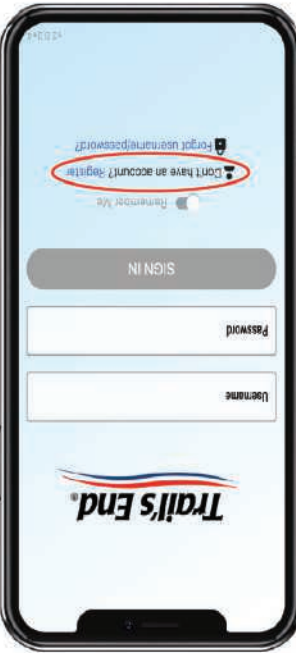 Trail's End®
Username
Password
SIGN IN
Remember Me
Don't have an account? Register
Forgot username/password?